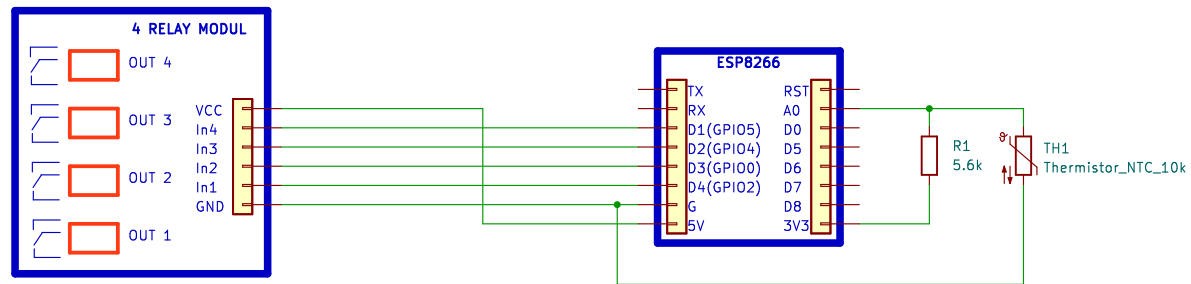 4 RELAY MODUL
OUT 4
OUT 3
OUT 2
OUT 1
VCC
In4
In3
In2
In1
GND
ESP8266
TX
RX
D1(GPIO5)
D2(GPIO4)
D3(GPIO0)
D4(GPIO2)
G
5V
RST
A0
D0
D5
D6
D7
D8
3V3
R1
5.6k
ϑ
TH1
Thermistor_NTC_10k